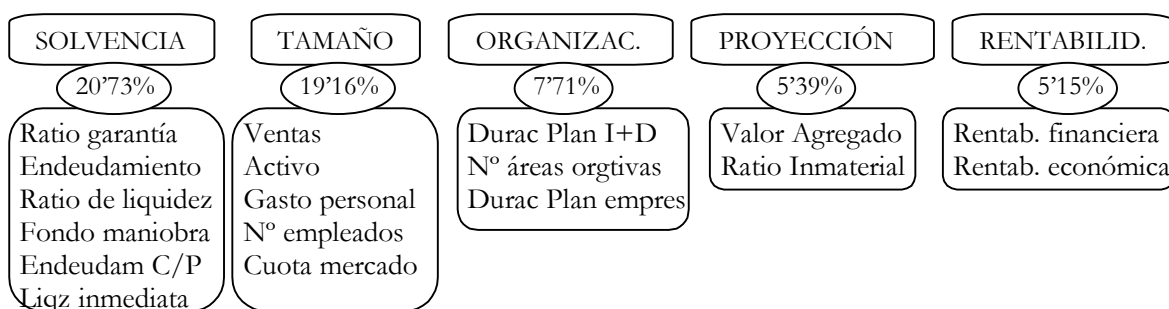 SOLVENCIA
20’73%
Ratio garantía
Endeudamiento
Ratio de liquidez
Fondo maniobra
Endeudam C/P
Liqz inmediata
TAMAÑO
19’16%
Ventas
Activo
Gasto personal
Nº empleados
Cuota mercado
ORGANIZAC.
7’71%
Durac Plan I+D
Nº áreas orgtivas
Durac Plan empres
PROYECCIÓN
5’39%
Valor Agregado
Ratio Inmaterial
RENTABILID.
5’15%
Rentab. financiera
Rentab. económica